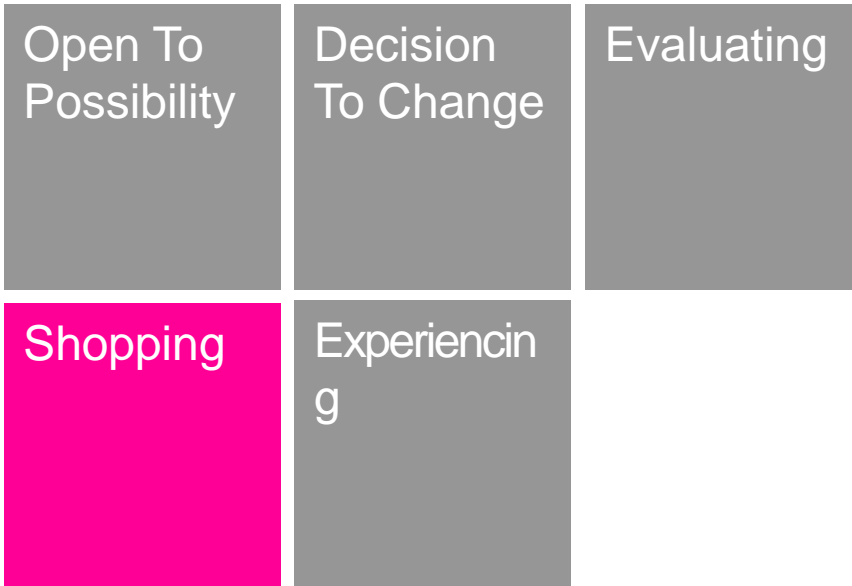 Open To
Possibility
Decision
To Change
Evaluating
Shopping
Experiencin
g